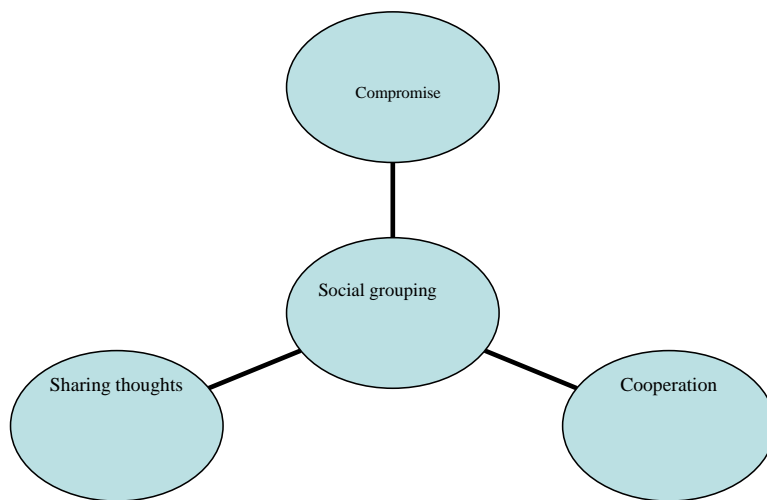 Compromise
Social grouping
Sharing thoughts
Cooperation